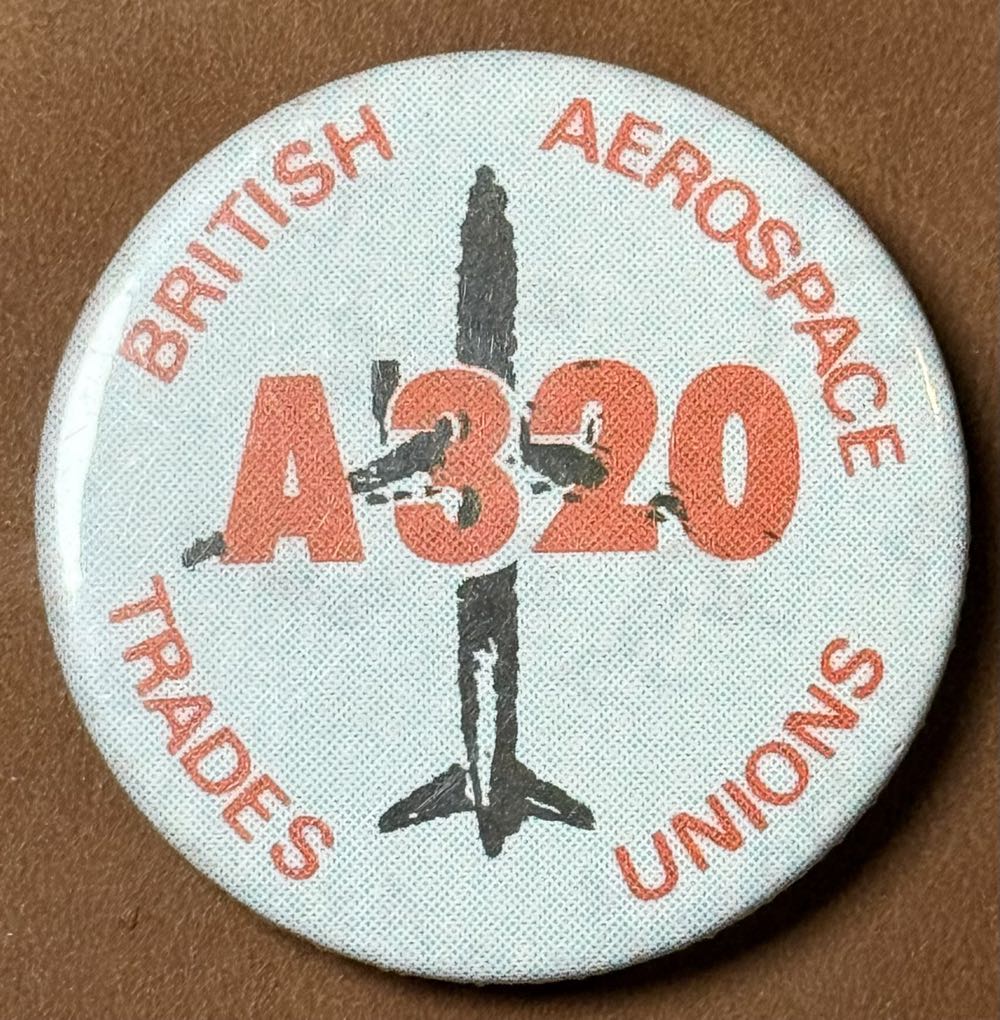 BRITISH AEROSPACE
A320
TRADES UNIONS